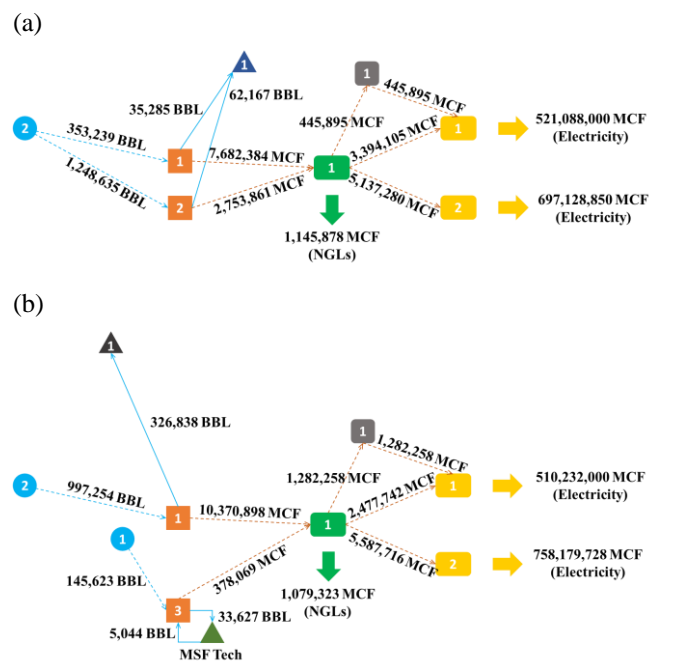 (a)
1
1
35,285 BBL
62,167 BBL
445,895 MCF
2
353,239 BBL
445,895 MCF
1
521,088,000 MCF
(Electricity)
1
7,682,384 MCF
3,394,105 MCF
1
1,248,635 BBL
5,137,280 MCF
2
2,753,861 MCF
2
697,128,850 MCF
(Electricity)
1,145,878 MCF
(NGLs)
(b)
1
326,838 BBL
1
1,282,258 MCF
2
997,254 BBL
1,282,258 MCF
1
510,232,000 MCF
(Electricity)
1
10,370,898 MCF
2,477,742 MCF
1
1
5,587,716 MCF
2
758,179,728 MCF
(Electricity)
145,623 BBL
378,069 MCF
1,079,323 MCF
(NGLs)
3
33,627 BBL
5,044 BBL
MSF Tech